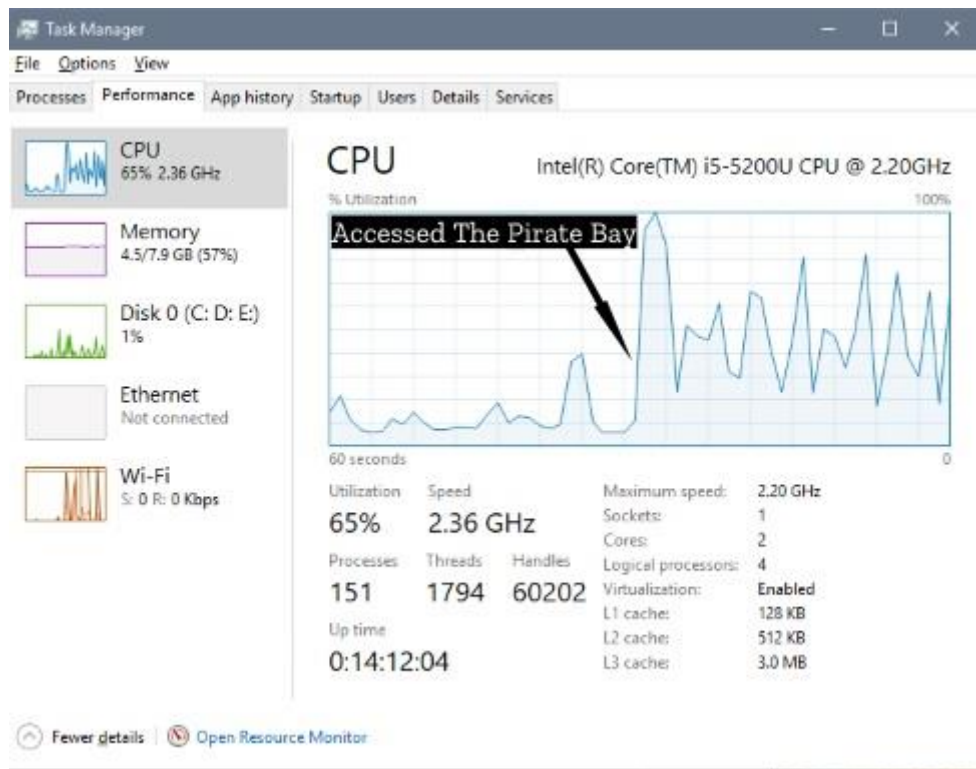 Task Manager
File Options View
Processes Performance App history Startup Users Details Services
CPU
65% 2.36 GHz
Memory
4.5/7.9 GB (57%)
Disk 0 (C: D: E:)
1%
Ethernet
Not connected
Wi-Fi
S: 0 R: 0 Kbps
CPU Intel(R) Core(TM) i5-5200U CPU @ 2.20GHz
% Utilization 100%
Accessed The Pirate Bay
60 seconds 0
Utilization Speed
65% 2.36 GHz
Processes Threads Handles
151 1794 60202
Up time
0:14:12:04
Maximum speed: 2.20 GHz
Sockets: 1
Cores: 2
Logical processors: 4
Virtualization: Enabled
L1 cache: 128 KB
L2 cache: 512 KB
L3 cache: 3.0 MB
Fewer details Open Resource Monitor